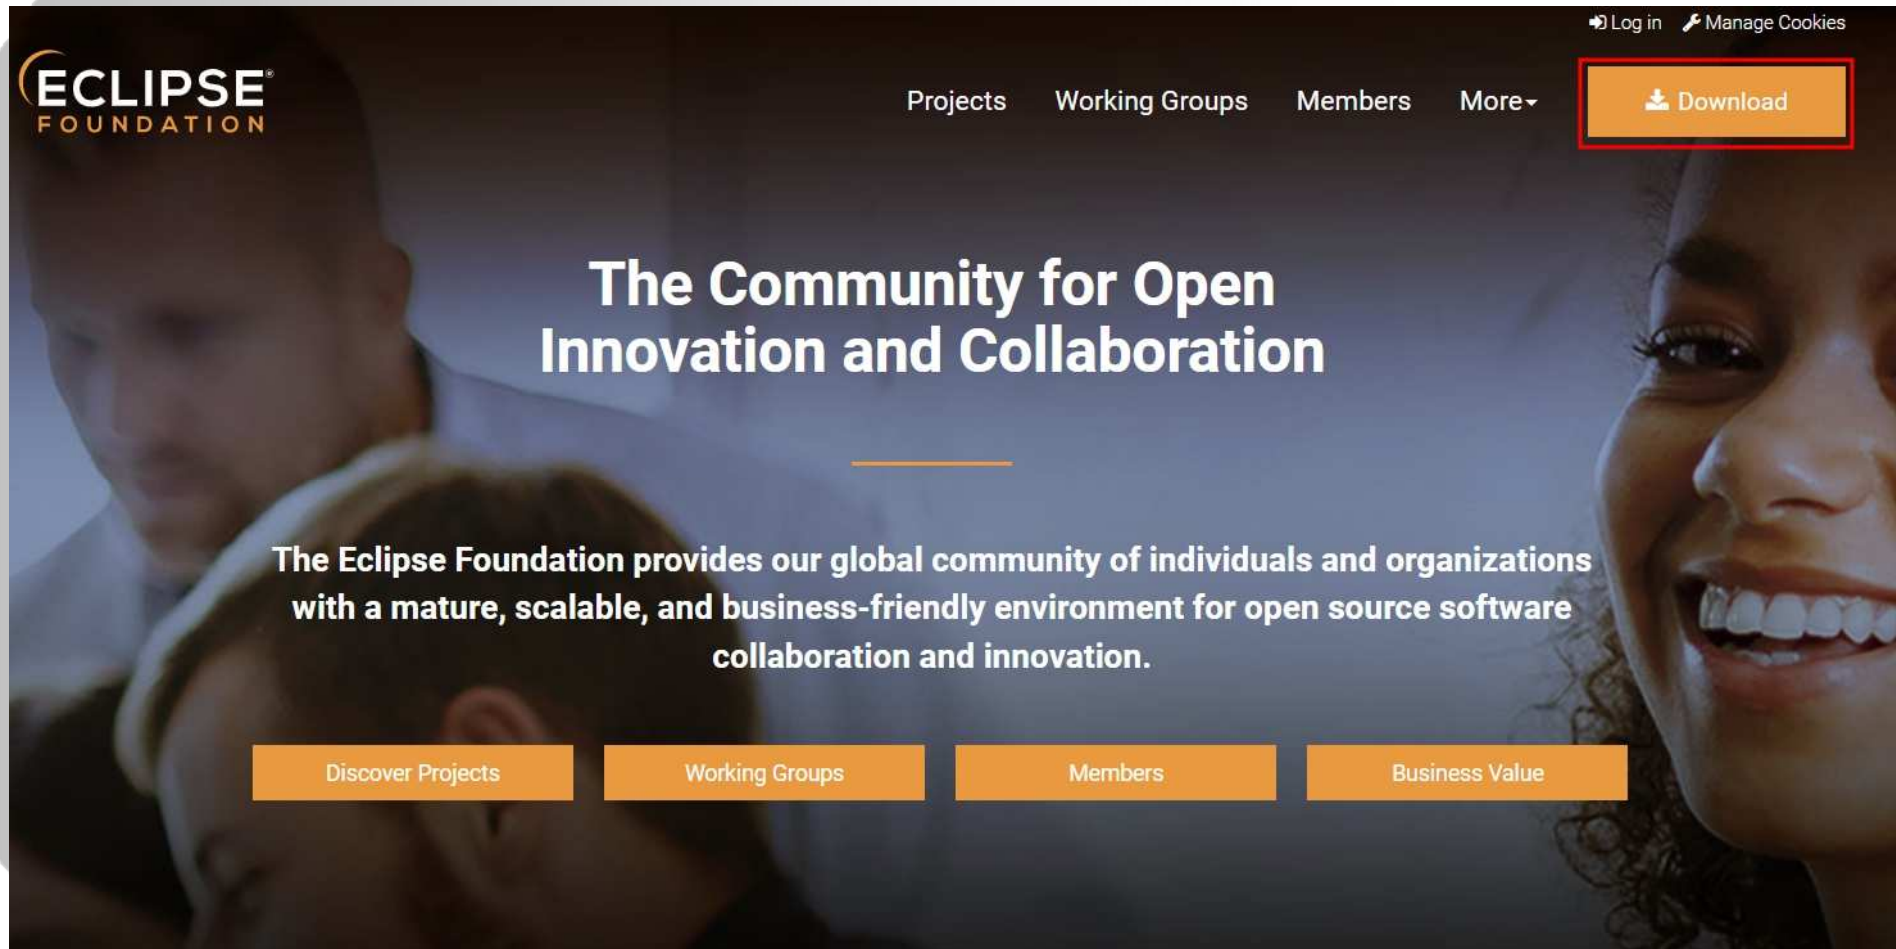 Log in Manage Cookies
ECLIPSE®
FOUNDATION
Projects Working Groups Members More Download
The Community for Open
Innovation and Collaboration
The Eclipse Foundation provides our global community of individuals and organizations
with a mature, scalable, and business-friendly environment for open source software
collaboration and innovation.
Discover Projects Working Groups Members Business Value